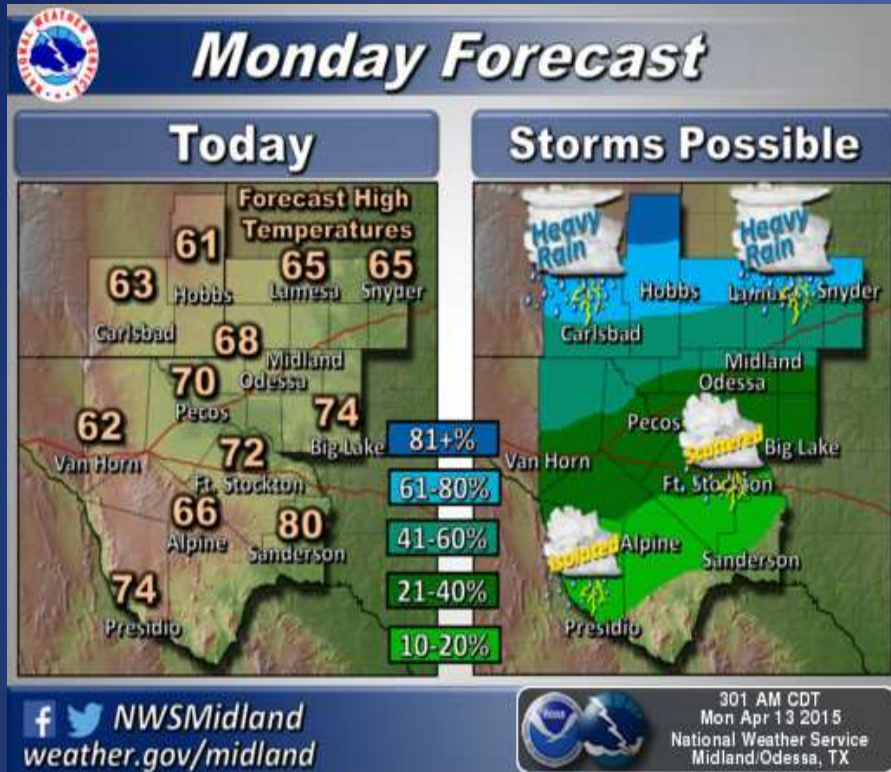 NATIONAL WEATHER SERVICE
Monday Forecast
Today
Forecast High
Temperatures
61
Hobbs
63
Carlsbad
65
Lamesa
65
Snyder
68
Midland
Odessa
70
Pecos
74
Big Lake
62
Van Horn
72
Ft. Stockton
66
Alpine
80
Sanderson
74
Presidio
81+%
61-80%
41-60%
21-40%
10-20%
Storms Possible
Heavy
Rain
Heavy
Rain
Hobbs
Snyder
Carlsbad
Midland
Odessa
Pecos
Scattered
Big Lake
Van Horn
Ft. Stockton
Isolated
Alpine
Sanderson
Presidio
NWSMidland
weather.gov/midland
NOAA
301 AM CDT
Mon Apr 13 2015
National Weather Service
Midland/Odessa, TX